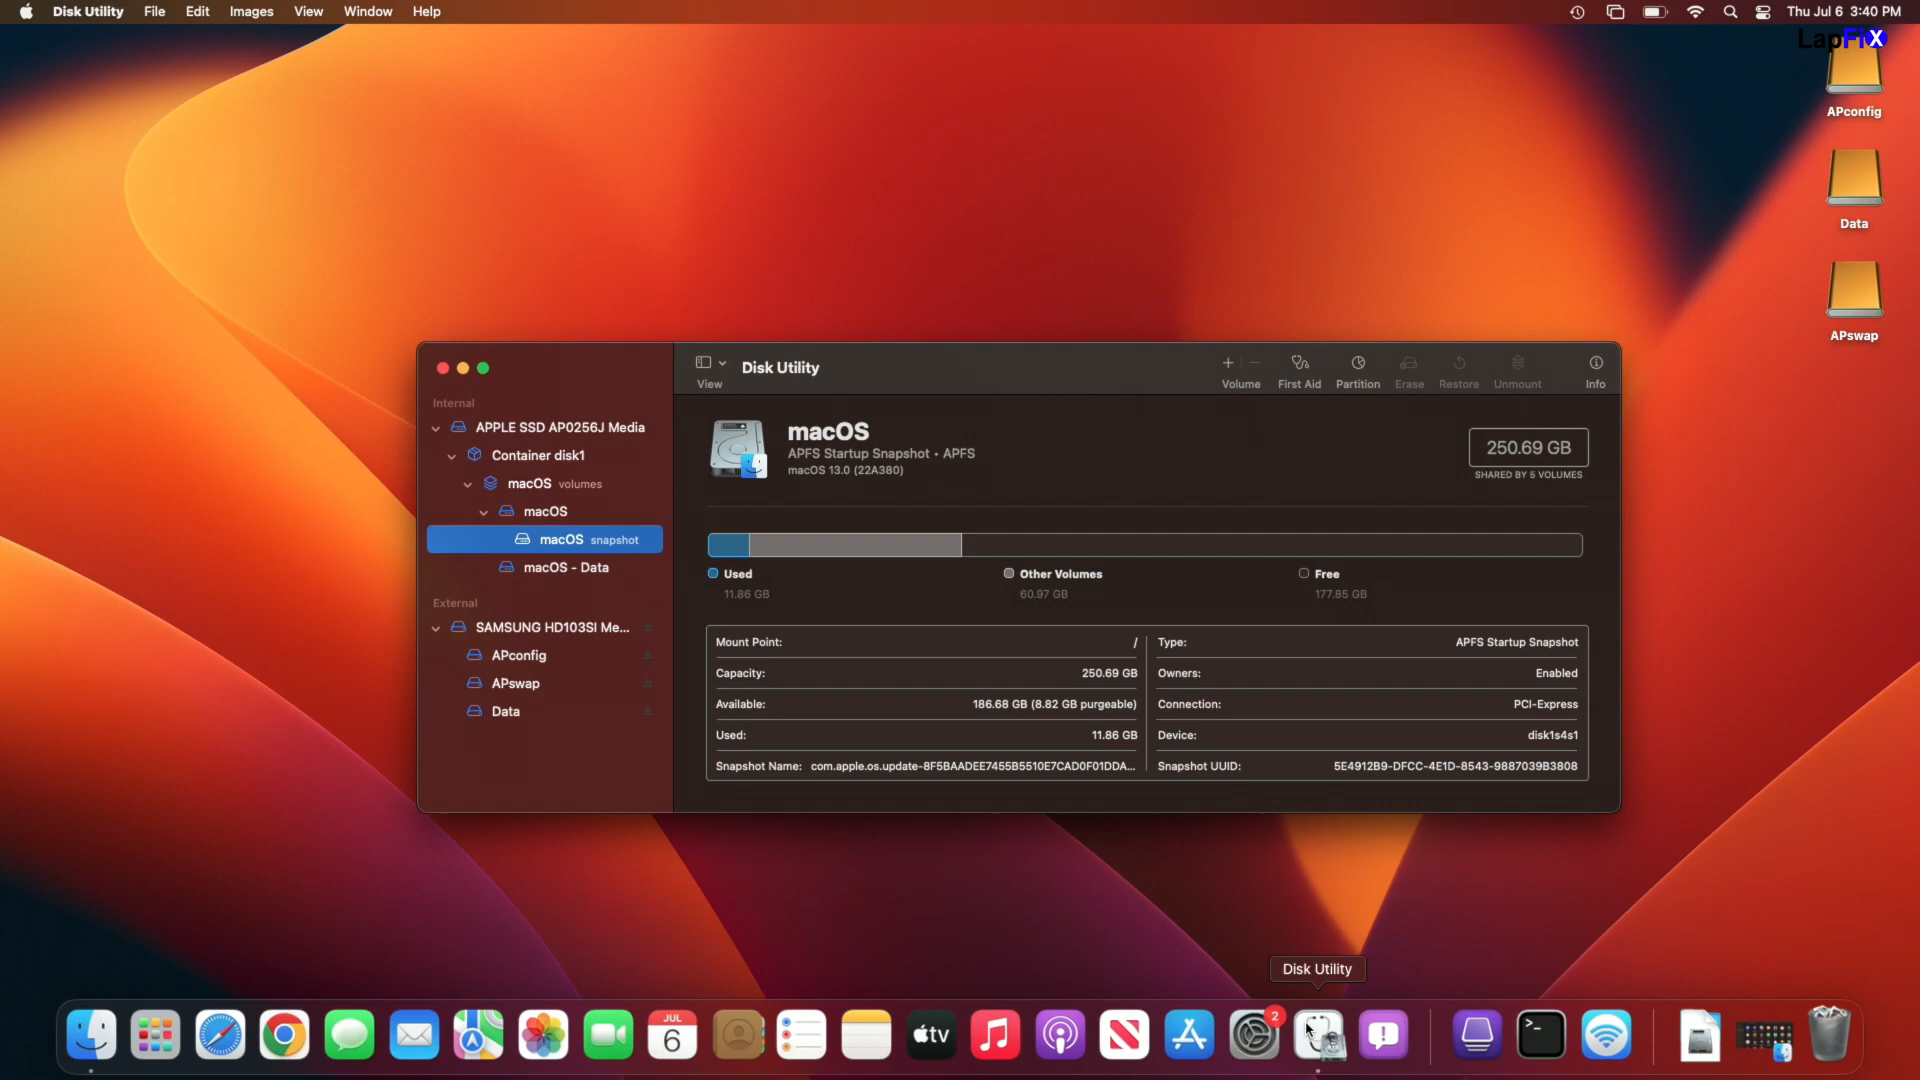 Disk Utility File Edit Images View Window Help Thu Jul 6 3:40 PM
LapFiX
APconfig
Data
APswap
View
Disk Utility
Volume First Aid Partition Erase Restore Unmount Info
Internal
APPLE SSD AP0256J Media
Container disk1
macOS volumes
macOS
macOS snapshot
macOS - Data
External
SAMSUNG HD103SI Me...
APconfig
APswap
Data
macOS
APFS Startup Snapshot • APFS
macOS 13.0 (22A380)
250.69 GB
SHARED BY 5 VOLUMES
Used Other Volumes Free
11.86 GB 60.97 GB 177.85 GB
Mount Point: / Type: APFS Startup Snapshot
Capacity: 250.69 GB Owners: Enabled
Available: 186.68 GB (8.82 GB purgeable) Connection: PCI-Express
Used: 11.86 GB Device: disk1s4s1
Snapshot Name: com.apple.os.update-8F5BAADEE7455B5510E7CAD0F01DDA... Snapshot UUID: 5E4912B9-DFCC-4E1D-8543-9887039B3808
Disk Utility
JUL
6
tv
2
>_